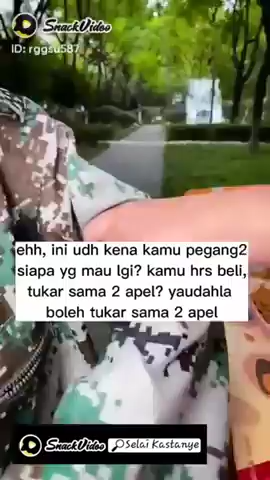 SnackVideo
ID: rggsu587
ehh, ini udh kena kamu pegang2
siapa yg mau lgi? kamu hrs beli,
tukar sama 2 apel? yaudahla
boleh tukar sama 2 apel
SnackVideo Selai Kastanye